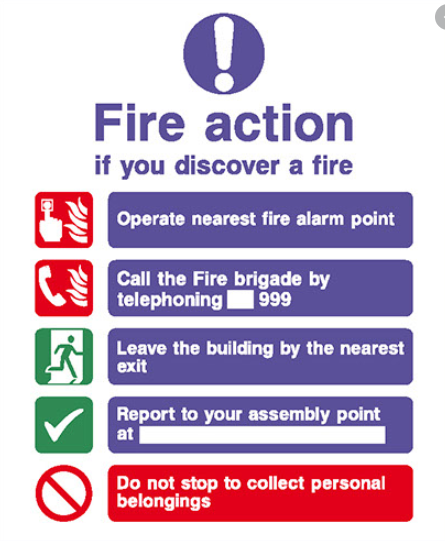 Fire action
if you discover a fire
Operate nearest fire alarm point
Call the Fire brigade by
telephoning 999
Leave the building by the nearest
exit
Report to your assembly point
at
Do not stop to collect personal
belongings